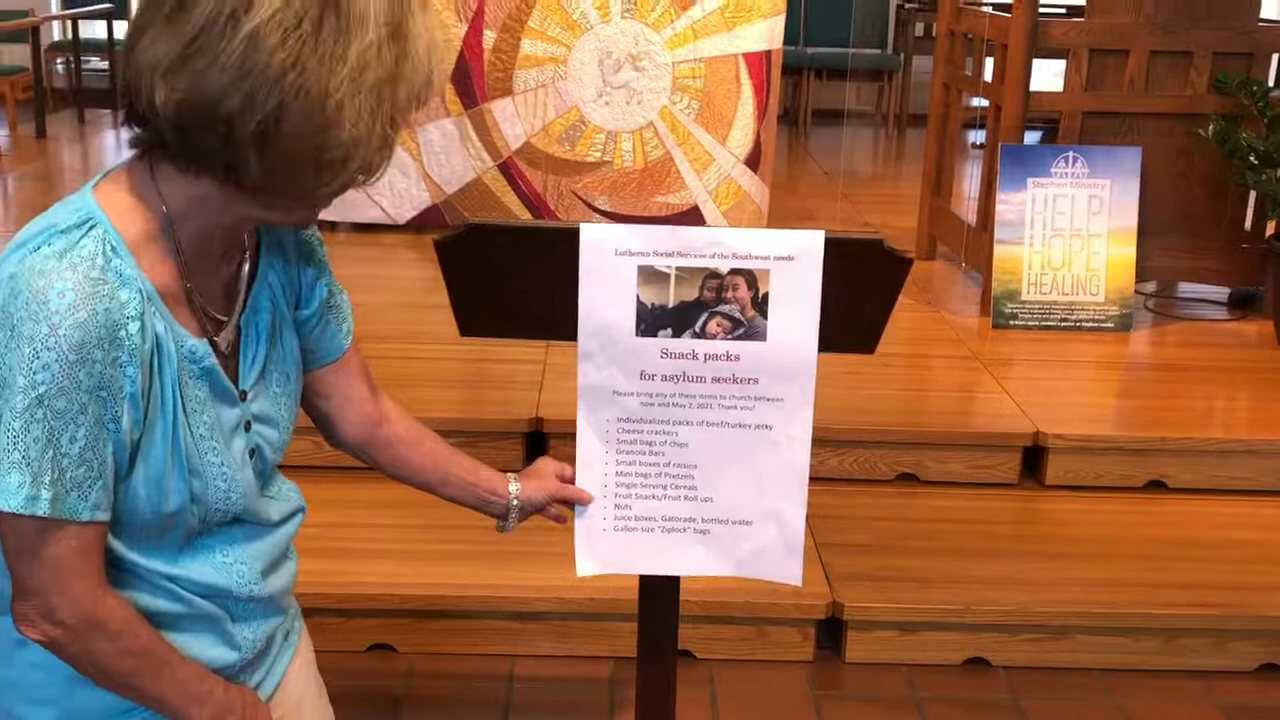 Lutheran Social Services of the Southwest needs
Snack packs
for asylum seekers
Please bring any of these items to church between
now and May 2, 2021. Thank you!
• Individualized packs of beef/turkey jerky
• Cheese crackers
• Small bags of chips
• Granola Bars
• Small boxes of raisins
• Mini bags of Pretzels
• Single Serving Cereals
• Fruit Snacks/Fruit Roll ups
• Nuts
• Juice boxes, Gatorade, bottled water
• Gallon-size "Ziplock" bags
Stephen Ministry
HELP
HOPE
HEALING